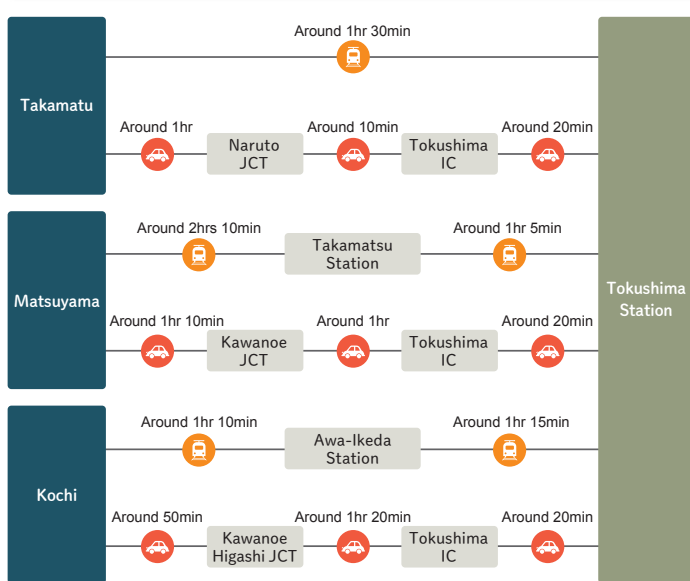 Around 1hr 30min
Takamatu
Around 1hr
Naruto
JCT
Around 10min
Tokushima
IC
Around 20min
Around 2hrs 10min
Takamatsu
Station
Around 1hr 5min
Matsuyama
Around 1hr 10min
Kawanoe
JCT
Around 1hr
Tokushima
IC
Around 20min
Around 1hr 10min
Awa-Ikeda
Station
Around 1hr 15min
Kochi
Around 50min
Kawanoe
Higashi JCT
Around 1hr 20min
Tokushima
IC
Around 20min
Tokushima
Station